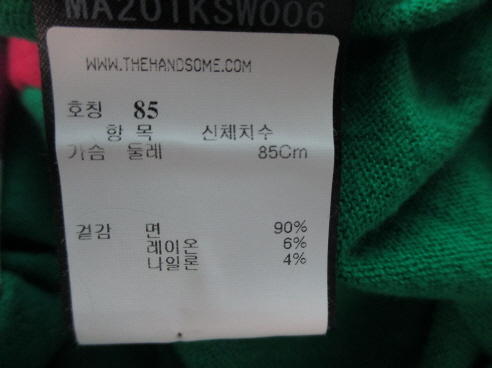 MA201KSW006
WWW.THEHANDSOME.COM
호칭 85
항 목 신체치수
가슴 둘레 85Cm
겉감 면 90%
레이온 6%
나일론 4%